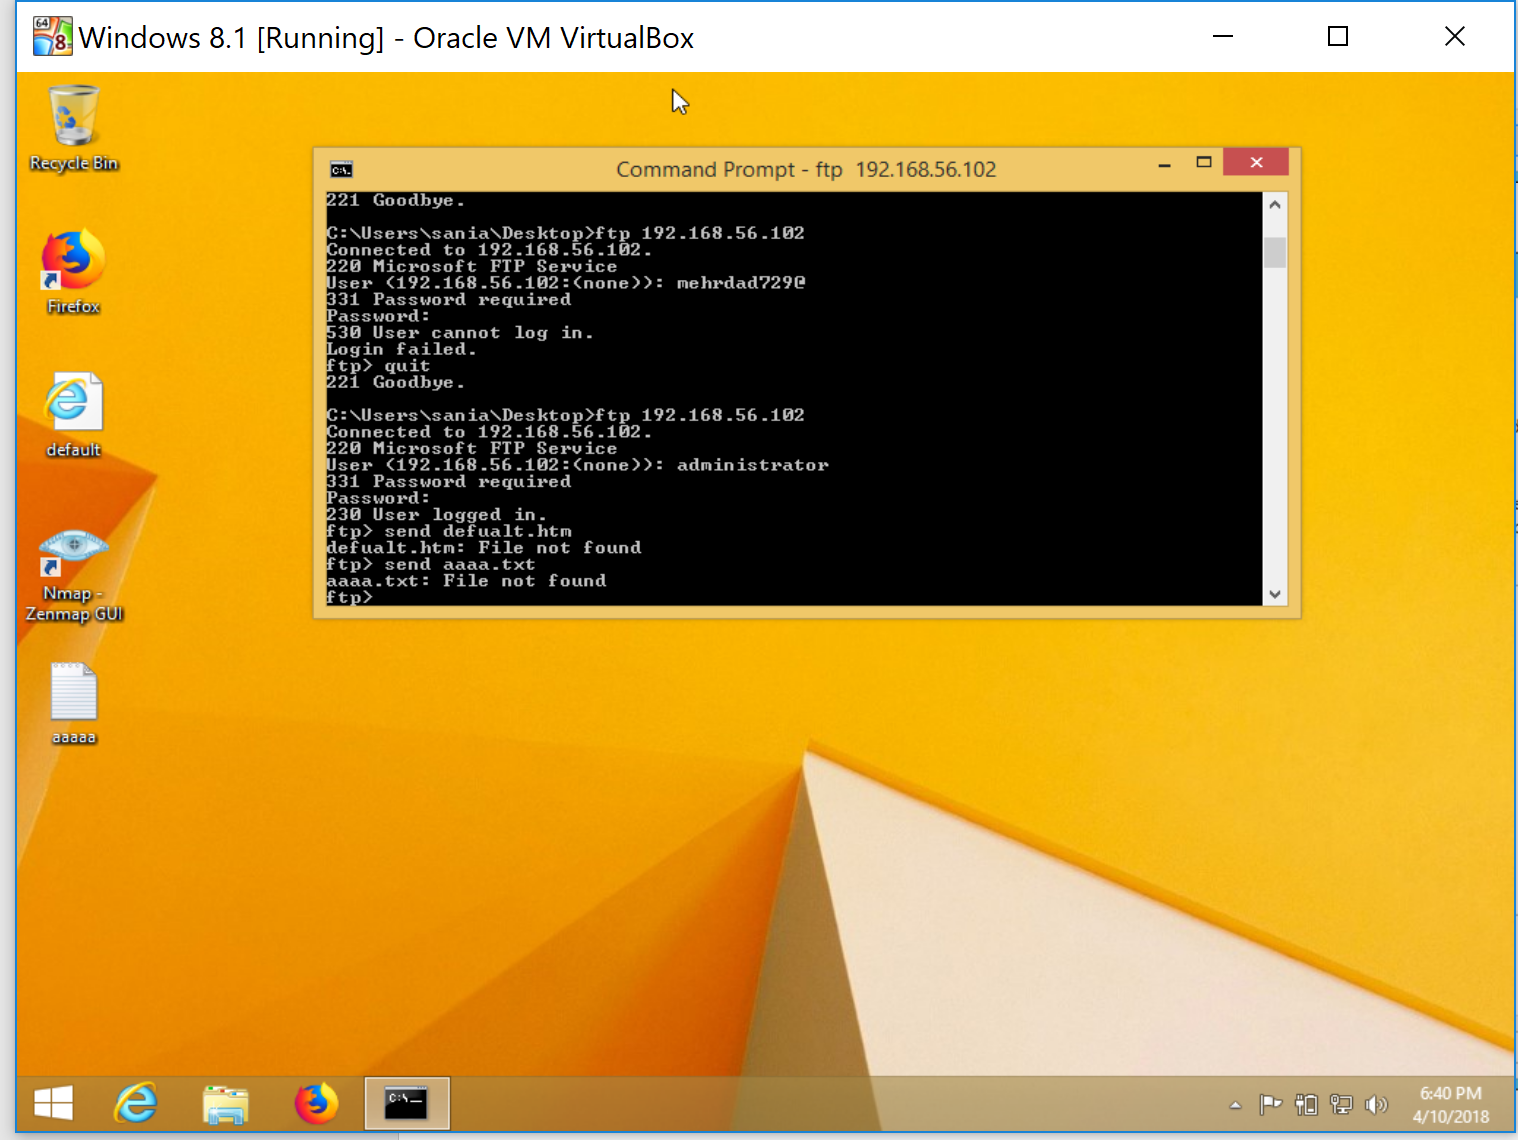 Windows 8.1 [Running] - Oracle VM VirtualBox
64
8
Recycle Bin
Firefox
default
Nmap -
Zenmap GUI
aaaaa
C:\.
Command Prompt - ftp 192.168.56.102
221 Goodbye.
C:\Users\sania\Desktop>ftp 192.168.56.102
Connected to 192.168.56.102.
220 Microsoft FTP Service
User (192.168.56.102:(none)): mehrdad729@
331 Password required
Password:
530 User cannot log in.
Login failed.
ftp> quit
221 Goodbye.
C:\Users\sania\Desktop>ftp 192.168.56.102
Connected to 192.168.56.102.
220 Microsoft FTP Service
User (192.168.56.102:(none)): administrator
331 Password required
Password:
230 User logged in.
ftp> send defualt.htm
defualt.htm: File not found
ftp> send aaaa.txt
aaaa.txt: File not found
ftp>
C:\_
6:40 PM
4/10/2018